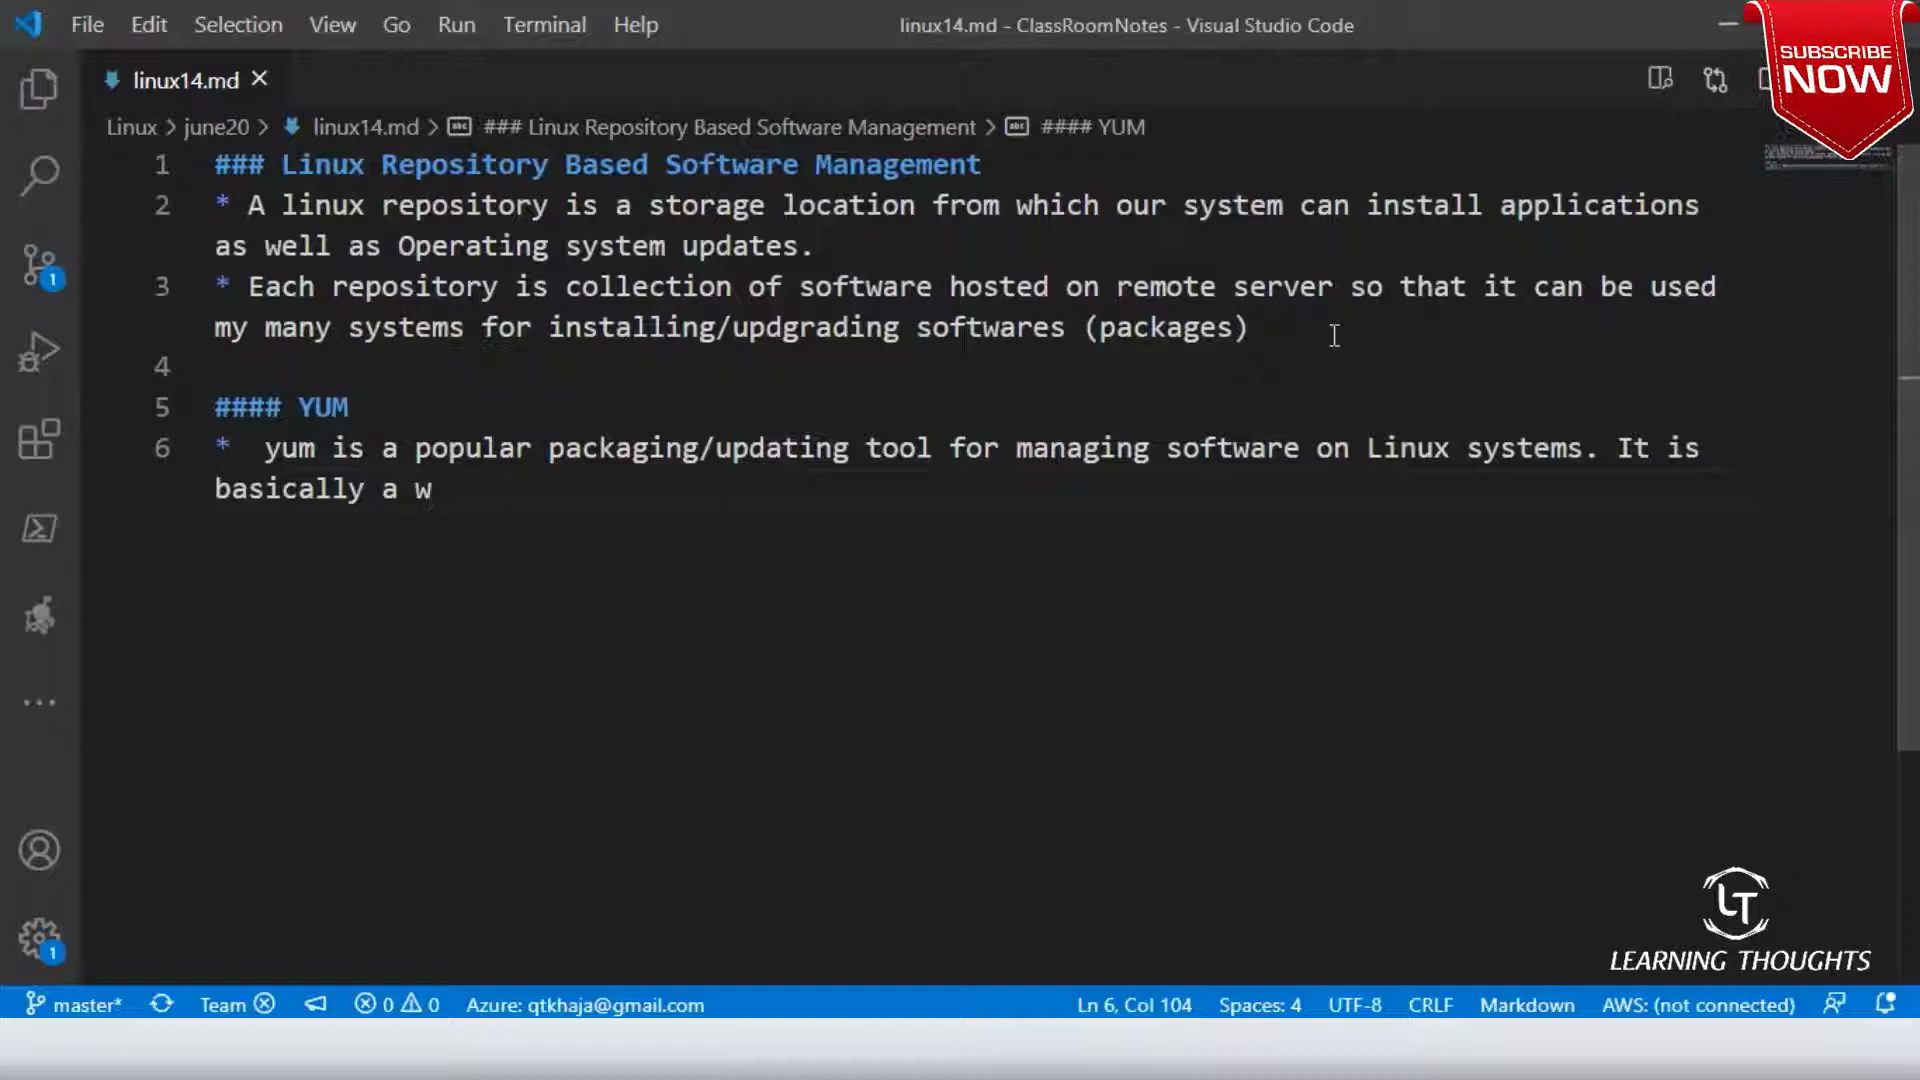 File Edit Selection View Go Run Terminal Help linux14.md - ClassRoomNotes - Visual Studio Code
SUBSCRIBE
NOW
linux14.md
Linux > june20 > linux14.md > ### Linux Repository Based Software Management > #### YUM
1 ### Linux Repository Based Software Management
2 * A linux repository is a storage location from which our system can install applications
as well as Operating system updates.
3 * Each repository is collection of software hosted on remote server so that it can be used
my many systems for installing/updgrading softwares (packages)
4
5 #### YUM
6 *  yum is a popular packaging/updating tool for managing software on Linux systems. It is
basically a w
1
1
LT
LEARNING THOUGHTS
master* Team 0 0 Azure: qtkhaja@gmail.com Ln 6, Col 104 Spaces: 4 UTF-8 CRLF Markdown AWS: (not connected)